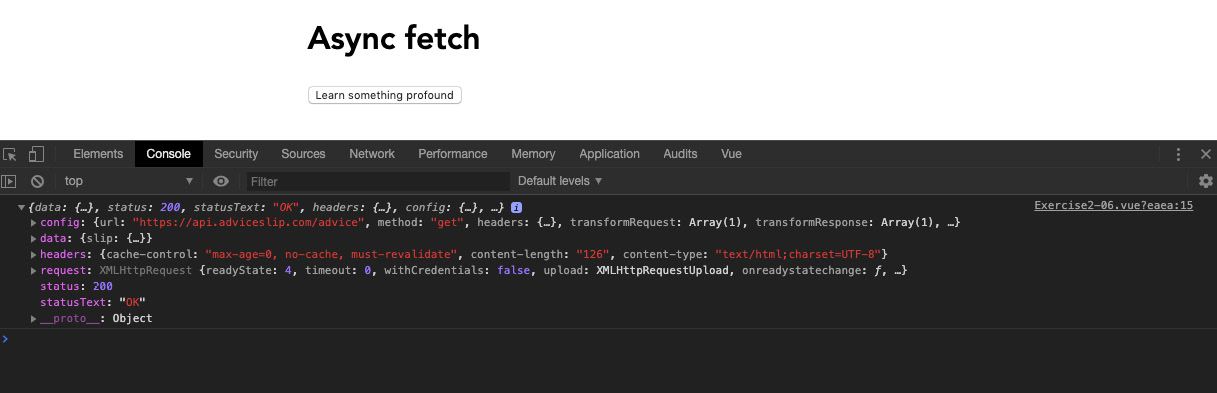 Async fetch
Learn something profound
Elements Console Security Sources Network Performance Memory Application Audits Vue
top Filter Default levels
{data: {…}, status: 200, statusText: "OK", headers: {…}, config: {…}, …} i Exercise2-06.vue?eaea:15
config: {url: "https://api.adviceslip.com/advice", method: "get", headers: {…}, transformRequest: Array(1), transformResponse: Array(1), …}
data: {slip: {…}}
headers: {cache-control: "max-age=0, no-cache, must-revalidate", content-length: "126", content-type: "text/html;charset=UTF-8"}
request: XMLHttpRequest {readyState: 4, timeout: 0, withCredentials: false, upload: XMLHttpRequestUpload, onreadystatechange: ƒ, …}
status: 200
statusText: "OK"
__proto__: Object